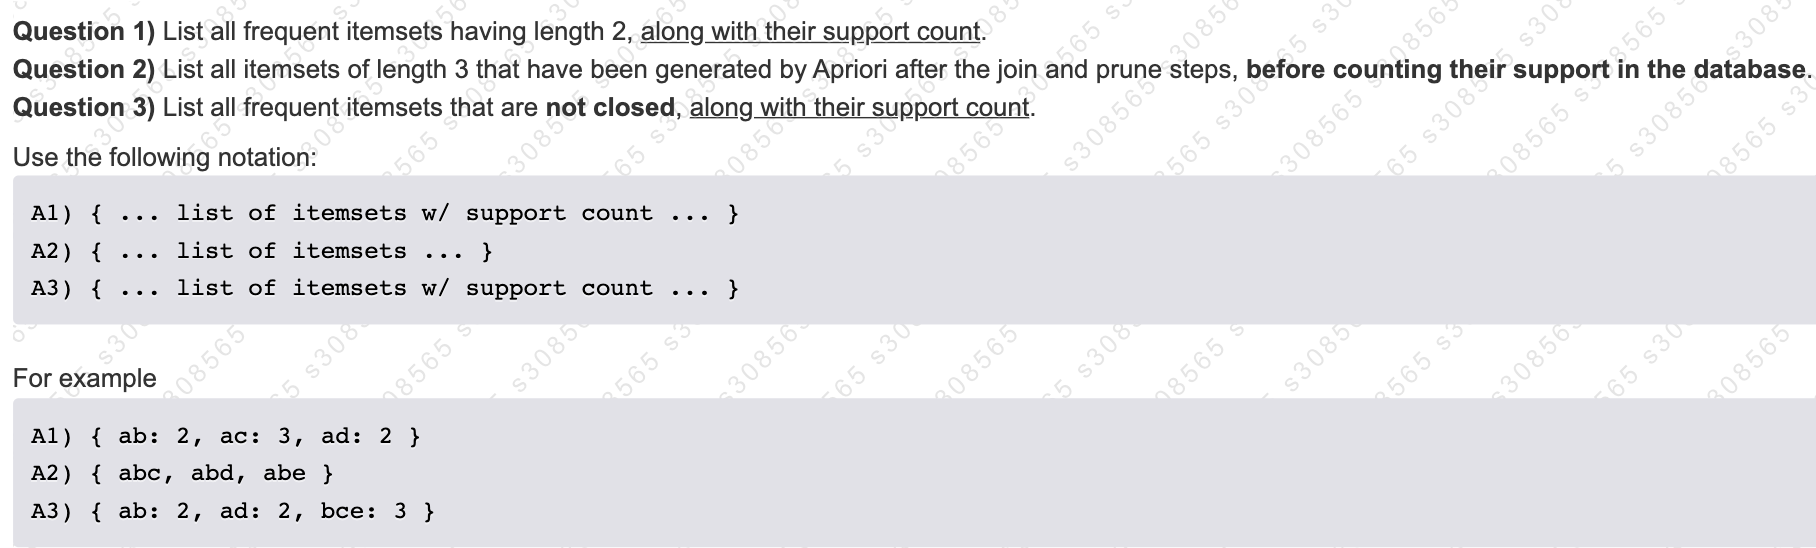 Question 1) List all frequent itemsets having length 2, along with their support count.
Question 2) List all itemsets of length 3 that have been generated by Apriori after the join and prune steps, before counting their support in the database.
Question 3) List all frequent itemsets that are not closed, along with their support count.
Use the following notation:
A1) { ... list of itemsets w/ support count ... }
A2) { ... list of itemsets ... }
A3) { ... list of itemsets w/ support count ... }
For example
A1) { ab: 2, ac: 3, ad: 2 }
A2) { abc, abd, abe }
A3) { ab: 2, ad: 2, bce: 3 }